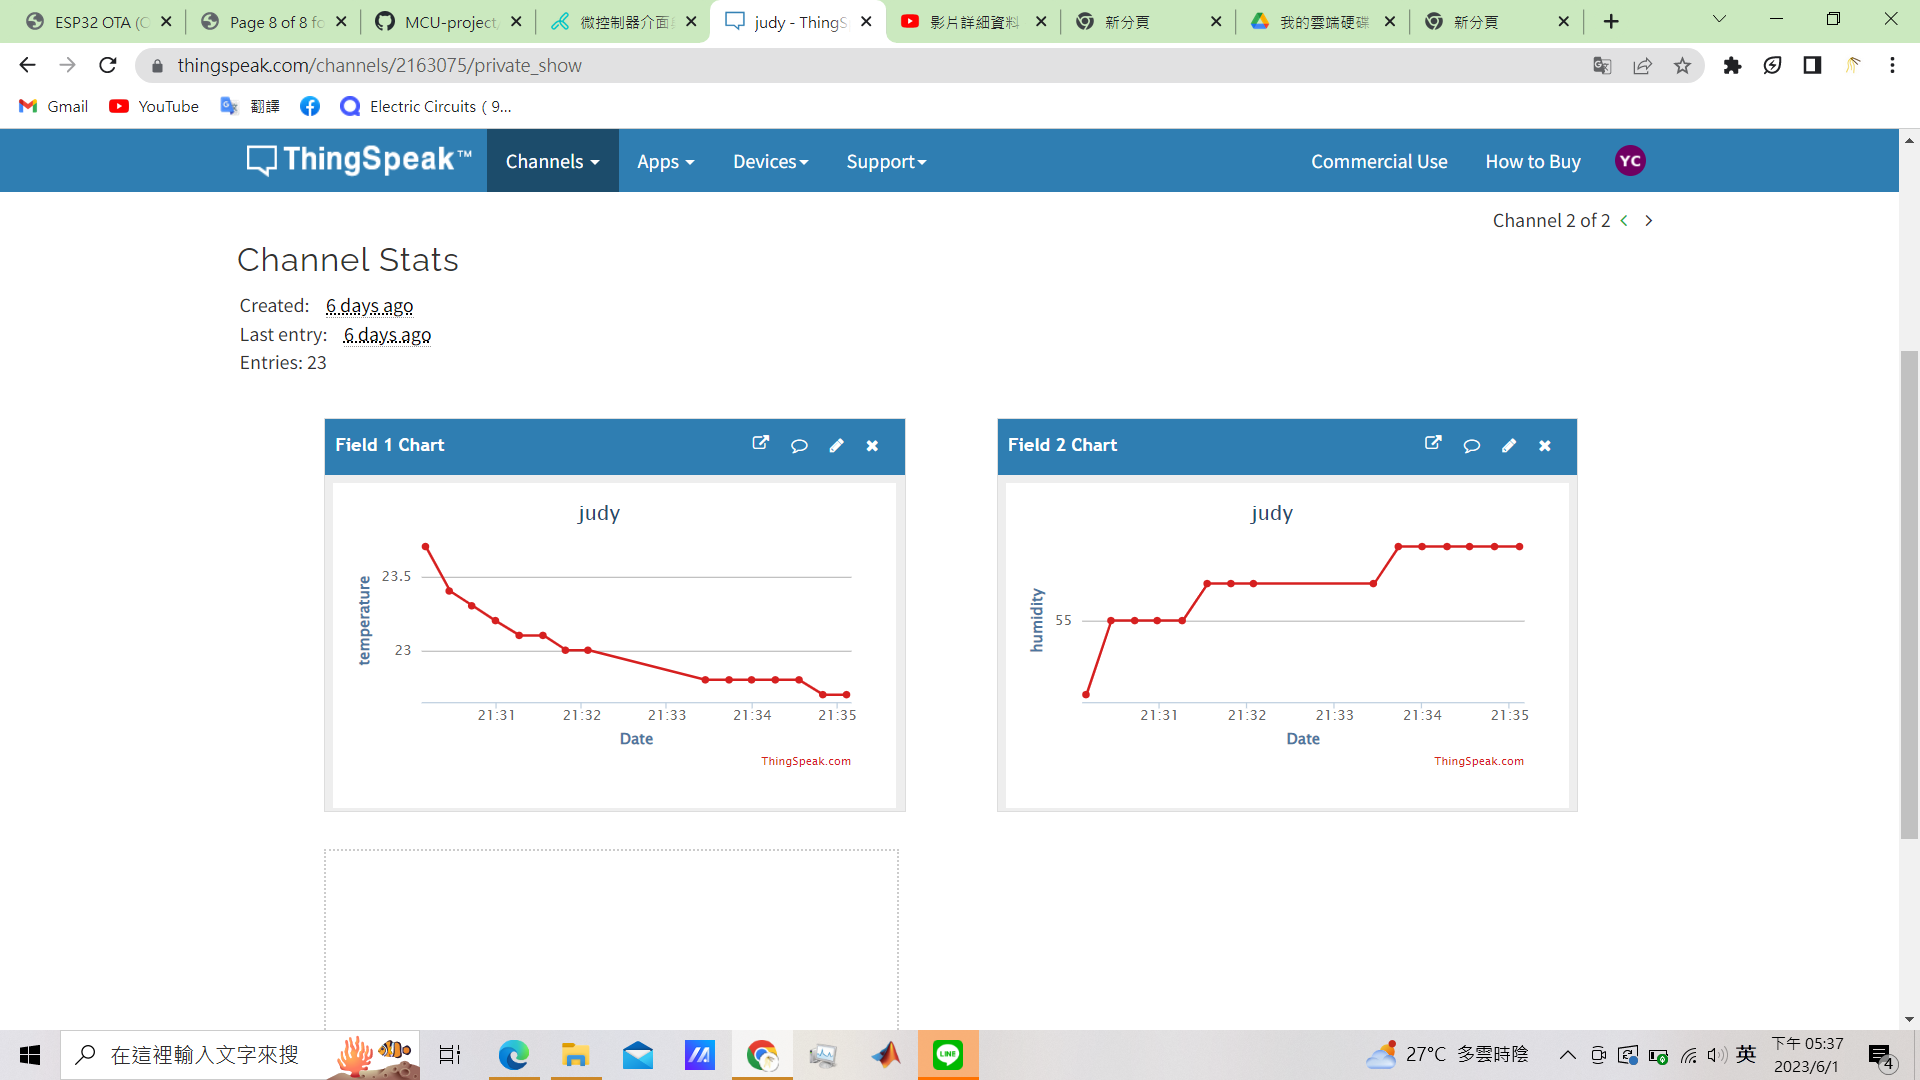 ESP32 OTA (O
Page 8 of 8 fo
MCU-project
微控制器介面
judy - ThingS
影片詳細資料
新分頁
我的雲端硬碟
新分頁
thingspeak.com/channels/2163075/private_show
Gmail
YouTube
翻譯
Electric Circuits ( 9...
ThingSpeak™
Channels
Apps
Devices
Support
Commercial Use
How to Buy
YC
Channel 2 of 2
Channel Stats
Created: 6 days ago
Last entry: 6 days ago
Entries: 23
Field 1 Chart
judy
temperature
23.5
23
21:31 21:32 21:33 21:34 21:35
Date
ThingSpeak.com
Field 2 Chart
judy
humidity
55
21:31 21:32 21:33 21:34 21:35
Date
ThingSpeak.com
在這裡輸入文字來搜
LINE
27°C 多雲時陰
英
下午 05:37
2023/6/1
4